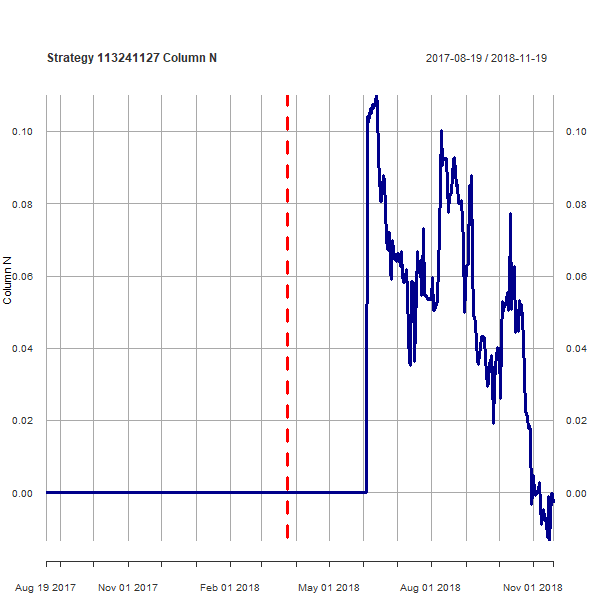 Strategy 113241127 Column N
2017-08-19 / 2018-11-19
0.10
0.10
0.08
0.08
0.06
0.06
0.04
0.04
0.02
0.02
0.00
0.00
Column N
Aug 19 2017
Nov 01 2017
Feb 01 2018
May 01 2018
Aug 01 2018
Nov 01 2018